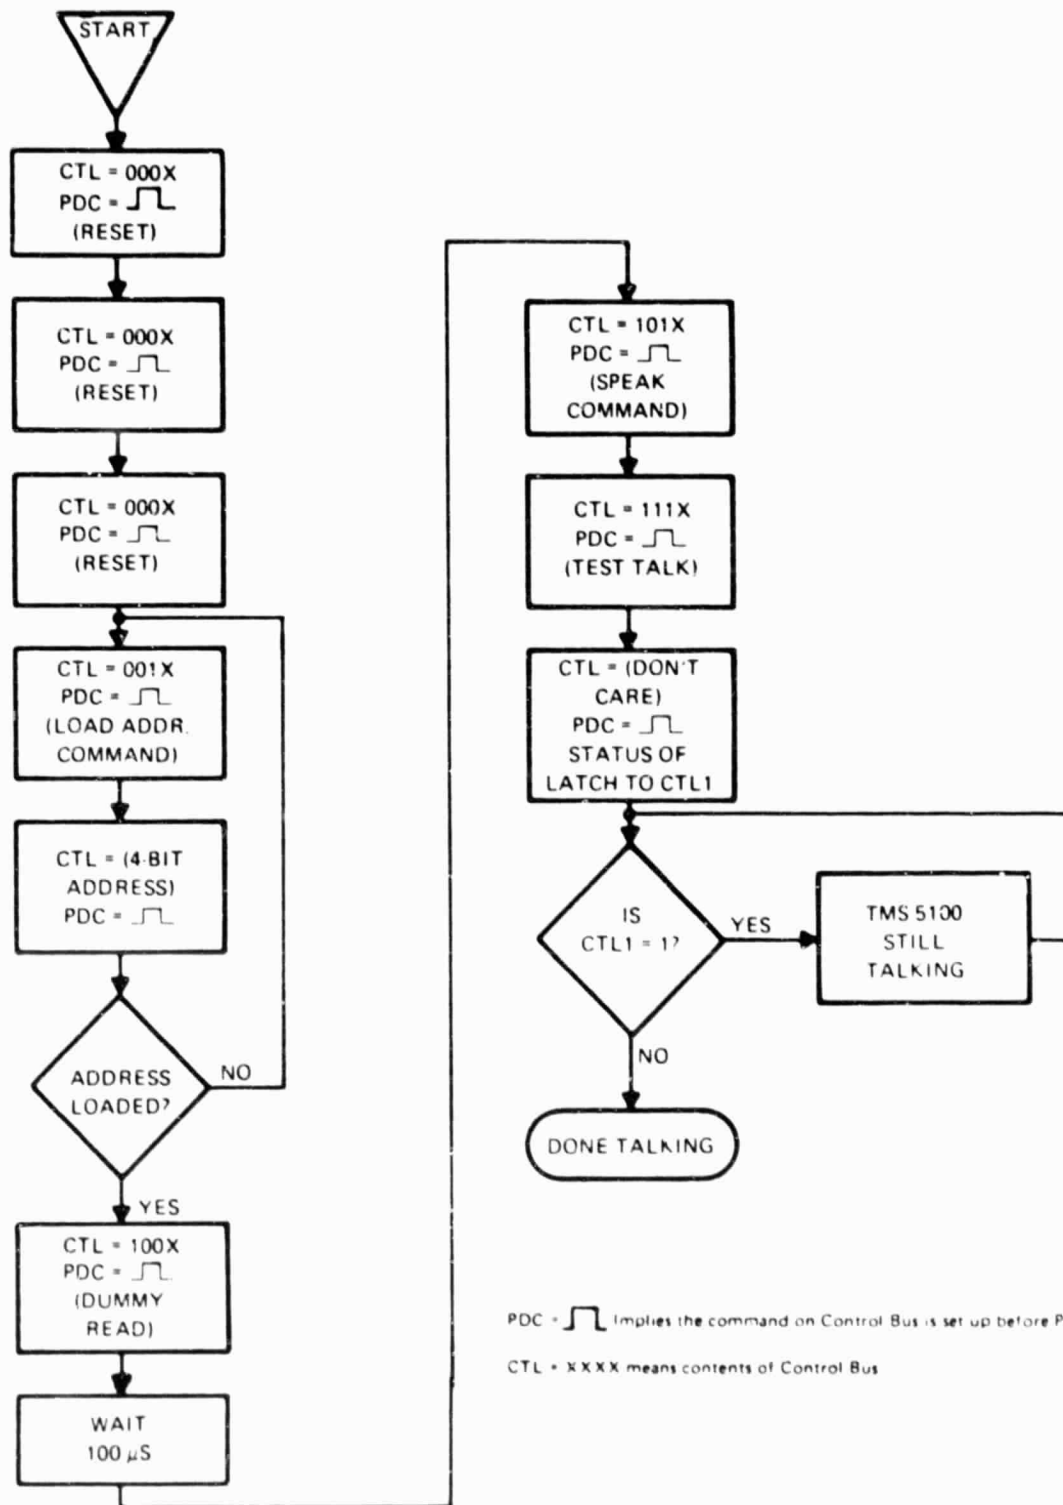 START
CTL = 000X
PDC =
(RESET)
CTL = 000X
PDC =
(RESET)
CTL = 000X
PDC =
(RESET)
CTL = 001X
PDC =
(LOAD ADDR.
COMMAND)
CTL = (4-BIT
ADDRESS)
PDC =
ADDRESS
LOADED?
NO
YES
CTL = 100X
PDC =
(DUMMY
READ)
WAIT
100 μS
CTL = 101X
PDC =
(SPEAK
COMMAND)
CTL = 111X
PDC =
(TEST TALK)
CTL = (DON'T
CARE)
PDC =
STATUS OF
LATCH TO CTL1
IS
CTL1 = 1?
YES
TMS 5100
STILL
TALKING
NO
DONE TALKING
PDC = Implies the command on Control Bus is set up before P
CTL = XXXX means contents of Control Bus